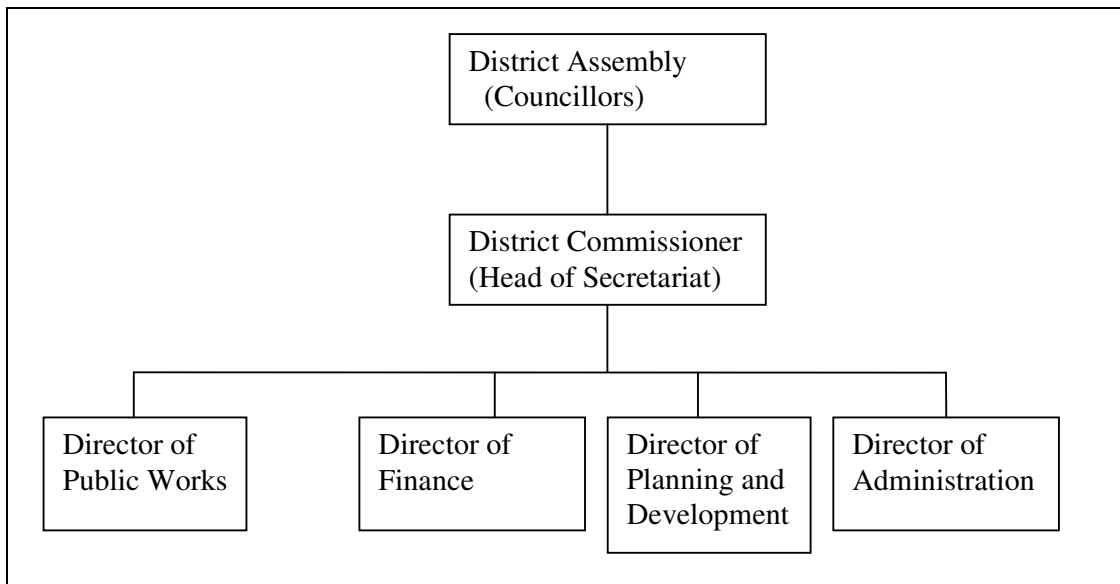 District Assembly
(Councillors)
District Commissioner
(Head of Secretariat)
Director of
Public Works
Director of
Finance
Director of
Planning and
Development
Director of
Administration